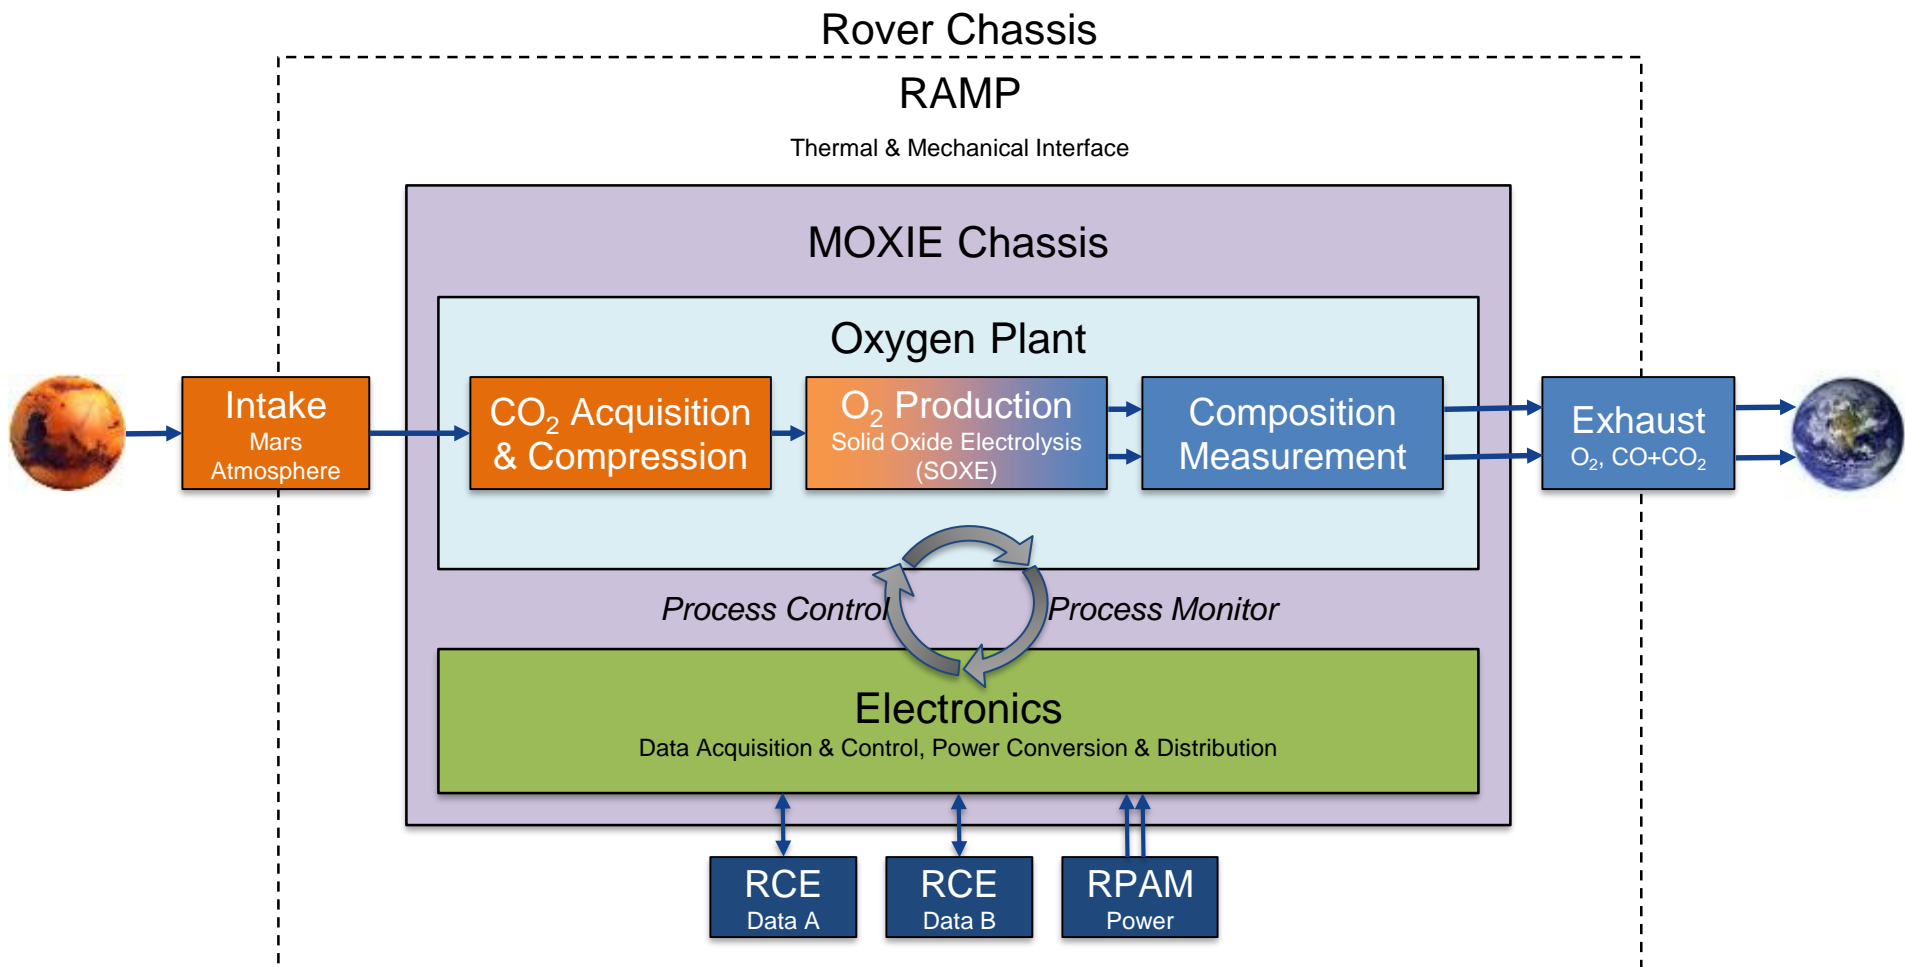 Rover Chassis
RAMP
Thermal & Mechanical Interface
MOXIE Chassis
Oxygen Plant
Intake
Mars
Atmosphere
CO₂ Acquisition
& Compression
O₂ Production
Solid Oxide Electrolysis
(SOXE)
Composition
Measurement
Exhaust
O₂, CO+CO₂
Process Control
Process Monitor
Electronics
Data Acquisition & Control, Power Conversion & Distribution
RCE
Data A
RCE
Data B
RPAM
Power